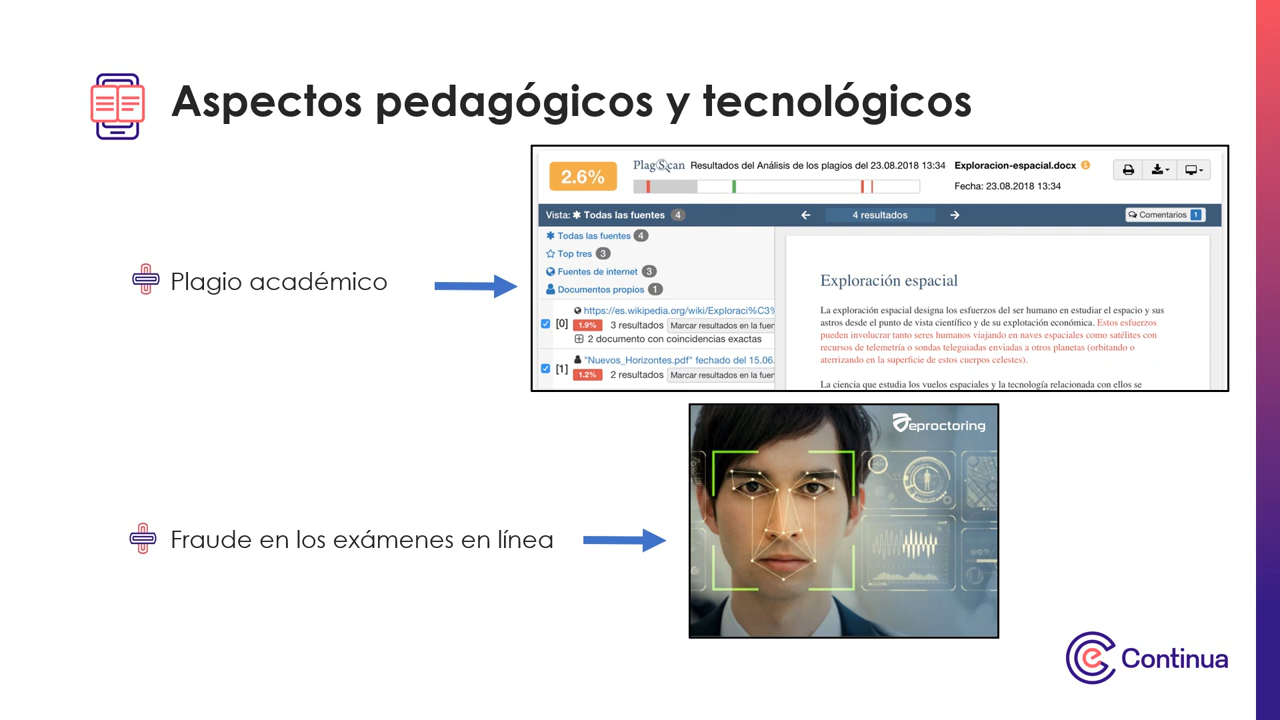 Aspectos pedagógicos y tecnológicos
2.6%
PlagScan Resultados del Análisis de los plagios del 23.08.2018 13:34
Exploracion-espacial.docx
Fecha: 23.08.2018 13:34
Vista: Todas las fuentes 4
4 resultados
Comentarios 1
Todas las fuentes 4
Top tres 3
Fuentes de internet 3
Documentos propios 1
https://es.wikipedia.org/wiki/Exploraci%C3%
[0] 1.9% 3 resultados Marcar resultados en la fuen
2 documento con coincidencias exactas
"Nuevos_Horizontes.pdf" fechado del 15.06.
[1] 1.2% 2 resultados Marcar resultados en la fuen
Exploración espacial
La exploración espacial designa los esfuerzos del ser humano en estudiar el espacio y sus
astros desde el punto de vista científico y de su explotación económica. Estos esfuerzos
pueden involucrar tanto seres humanos viajando en naves espaciales como satélites con
recursos de telemetría o sondas teleguiadas enviadas a otros planetas (orbitando o
aterrizando en la superficie de estos cuerpos celestes).
La ciencia que estudia los vuelos espaciales y la tecnología relacionada con ellos se
Plagio académico
eproctoring
Fraude en los exámenes en línea
e Continua